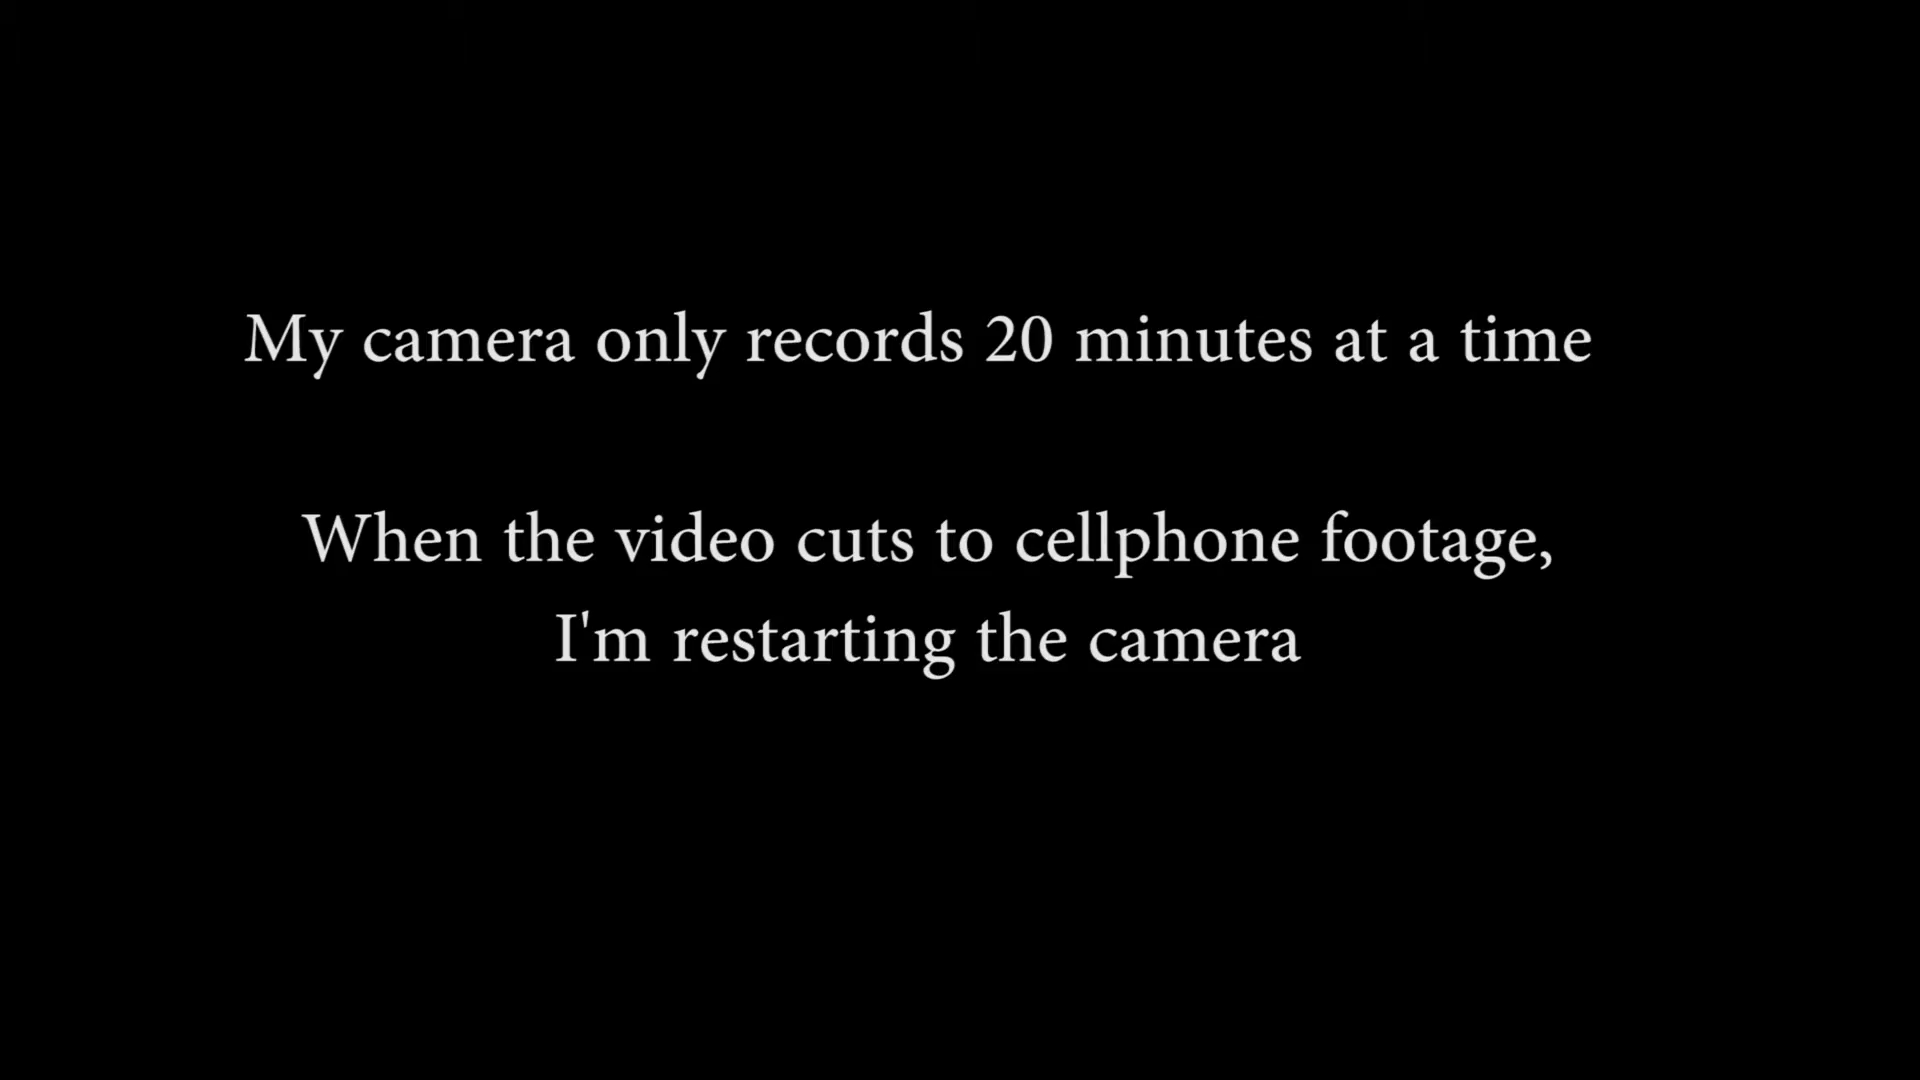 My camera only records 20 minutes at a time
When the video cuts to cellphone footage,
I'm restarting the camera